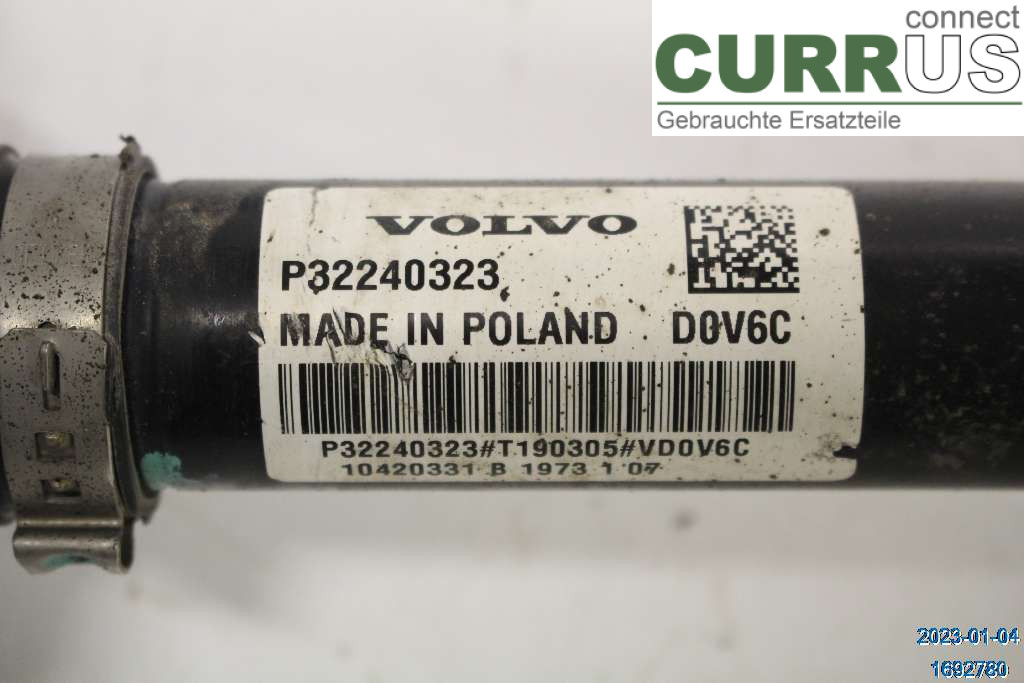 connect
CURRUS
Gebrauchte Ersatzteile
VOLVO
P32240323
MADE IN POLAND D0V6C
P32240323#T190305#VD0V6C
10420331 B 1973 1 07
2023-01-04
1692780